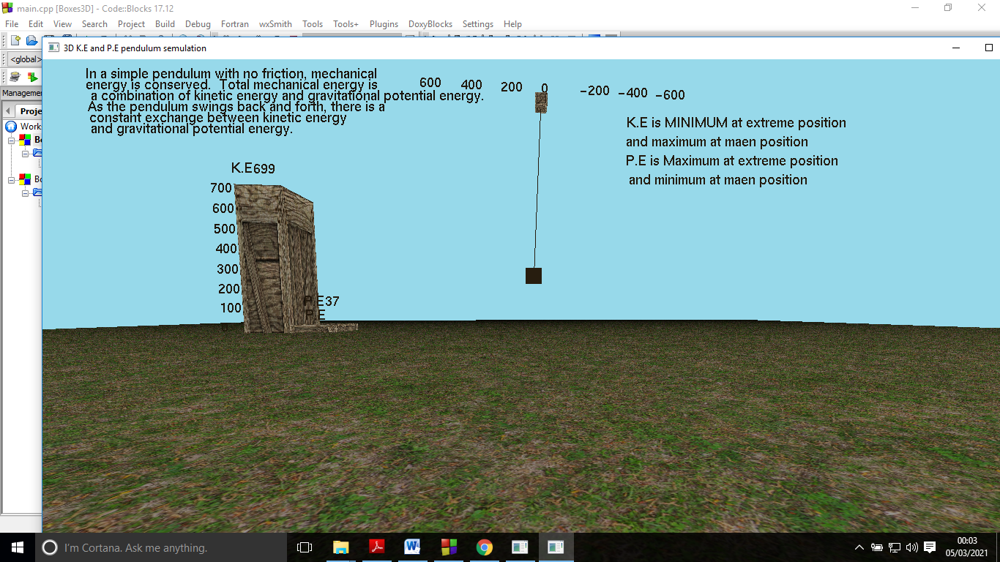 main.cpp [Boxes3D] - Code::Blocks 17.12
File Edit View Search Project Build Debug Fortran wxSmith Tools Tools+ Plugins DoxyBlocks Settings Help
3D K.E and P.E pendulum semulation
<global>
Management
Proje
Works
Bo
Bo
In a simple pendulum with no friction, mechanical
energy is conserved. Total mechanical energy is
a combination of kinetic energy and gravitational potential energy.
As the pendulum swings back and forth, there is a
constant exchange between kinetic energy
and gravitational potential energy.
600 400 200 0 -200 -400 -600
K.E is MINIMUM at extreme position
and maximum at maen position
P.E is Maximum at extreme position
and minimum at maen position
K.E699
700
600
500
400
300
200
100
0
P.E37
P.E
I'm Cortana. Ask me anything.
00:03
05/03/2021